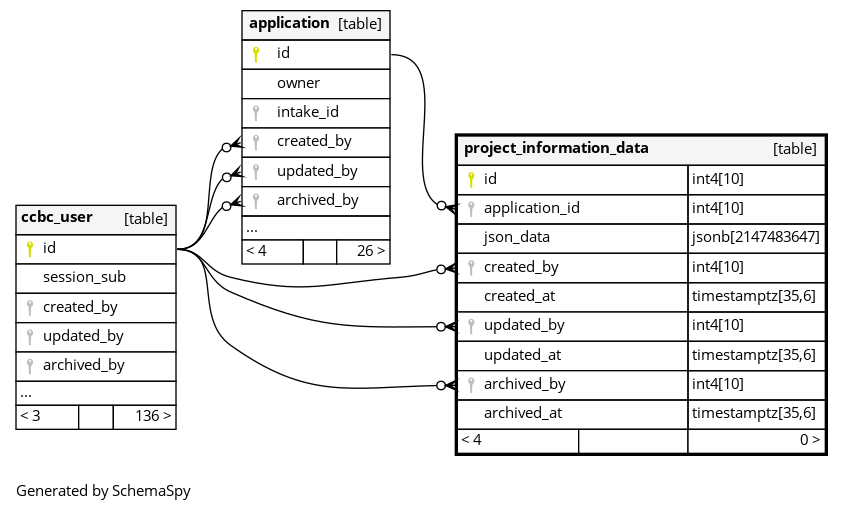 application [table]
id
owner
intake_id
created_by
updated_by
archived_by
...
< 4 26 >
project_information_data [table]
id int4[10]
application_id int4[10]
json_data jsonb[2147483647]
created_by int4[10]
created_at timestamptz[35,6]
updated_by int4[10]
updated_at timestamptz[35,6]
archived_by int4[10]
archived_at timestamptz[35,6]
< 4 0 >
ccbc_user [table]
id
session_sub
created_by
updated_by
archived_by
...
< 3 136 >
Generated by SchemaSpy